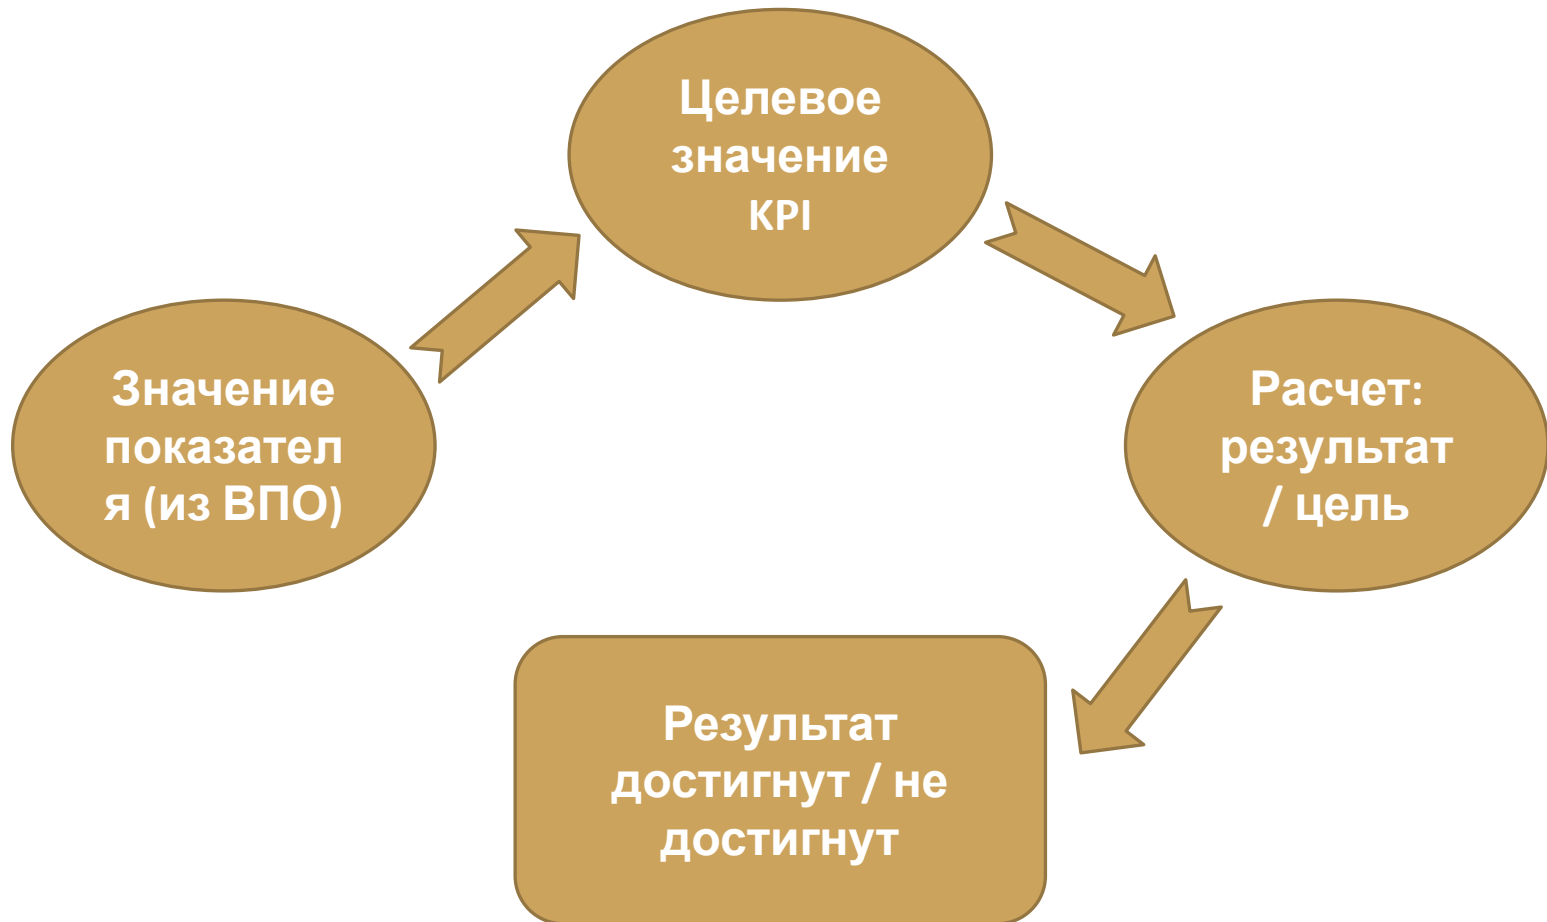 Целевое
значение
KPI
Значение
показател
я (из ВПО)
Расчет:
результат
/ цель
Результат
достигнут / не
достигнут